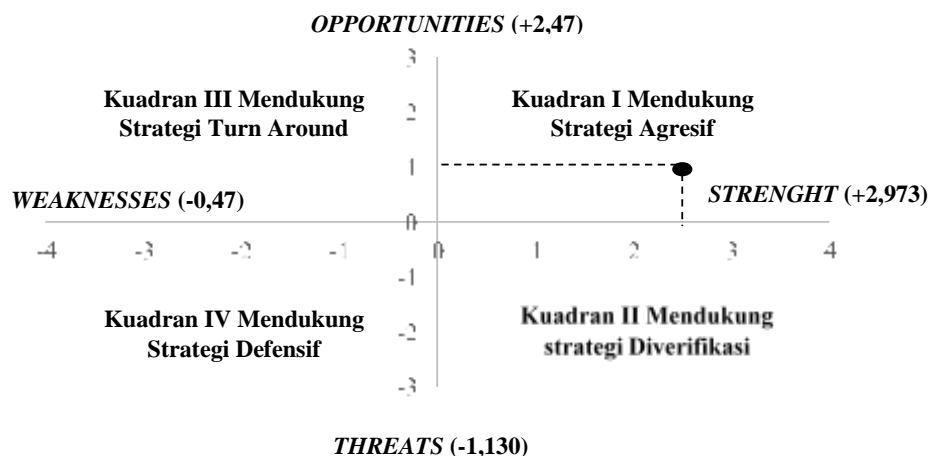 OPPORTUNITIES (+2,47)
3
Kuadran III Mendukung
Strategi Turn Around
Kuadran I Mendukung
Strategi Agresif
2
1
WEAKNESSES (-0,47)
STRENGHT (+2,973)
0
-4 -3 -2 -1 0 1 2 3 4
-1
Kuadran IV Mendukung
Strategi Defensif
Kuadran II Mendukung
strategi Diverifikasi
-2
-3
THREATS (-1,130)